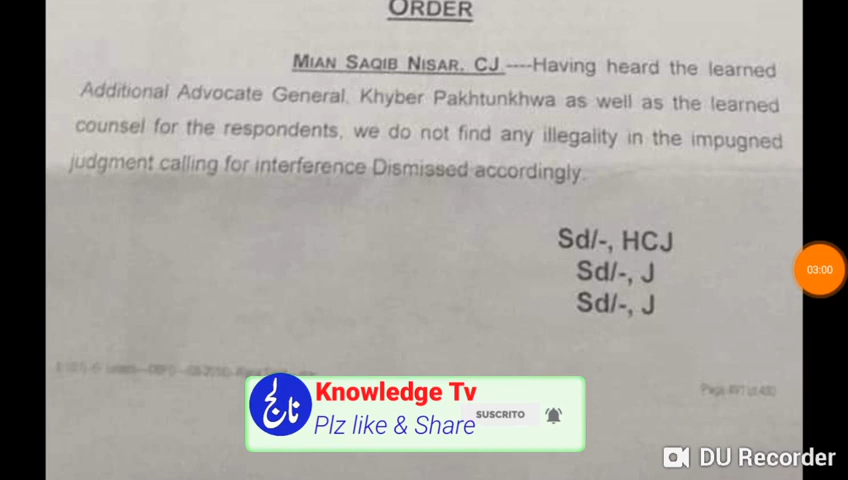 ORDER
MIAN SAQIB NISAR, CJ ----Having heard the learned
Additional Advocate General, Khyber Pakhtunkhwa as well as the learned
counsel for the respondents, we do not find any illegality in the impugned
judgment calling for interference Dismissed accordingly.
Sd/-, HCJ
Sd/-, J
Sd/-, J
03:00
نالج
Knowledge Tv
SUSCRITO
Plz like & Share
DU Recorder